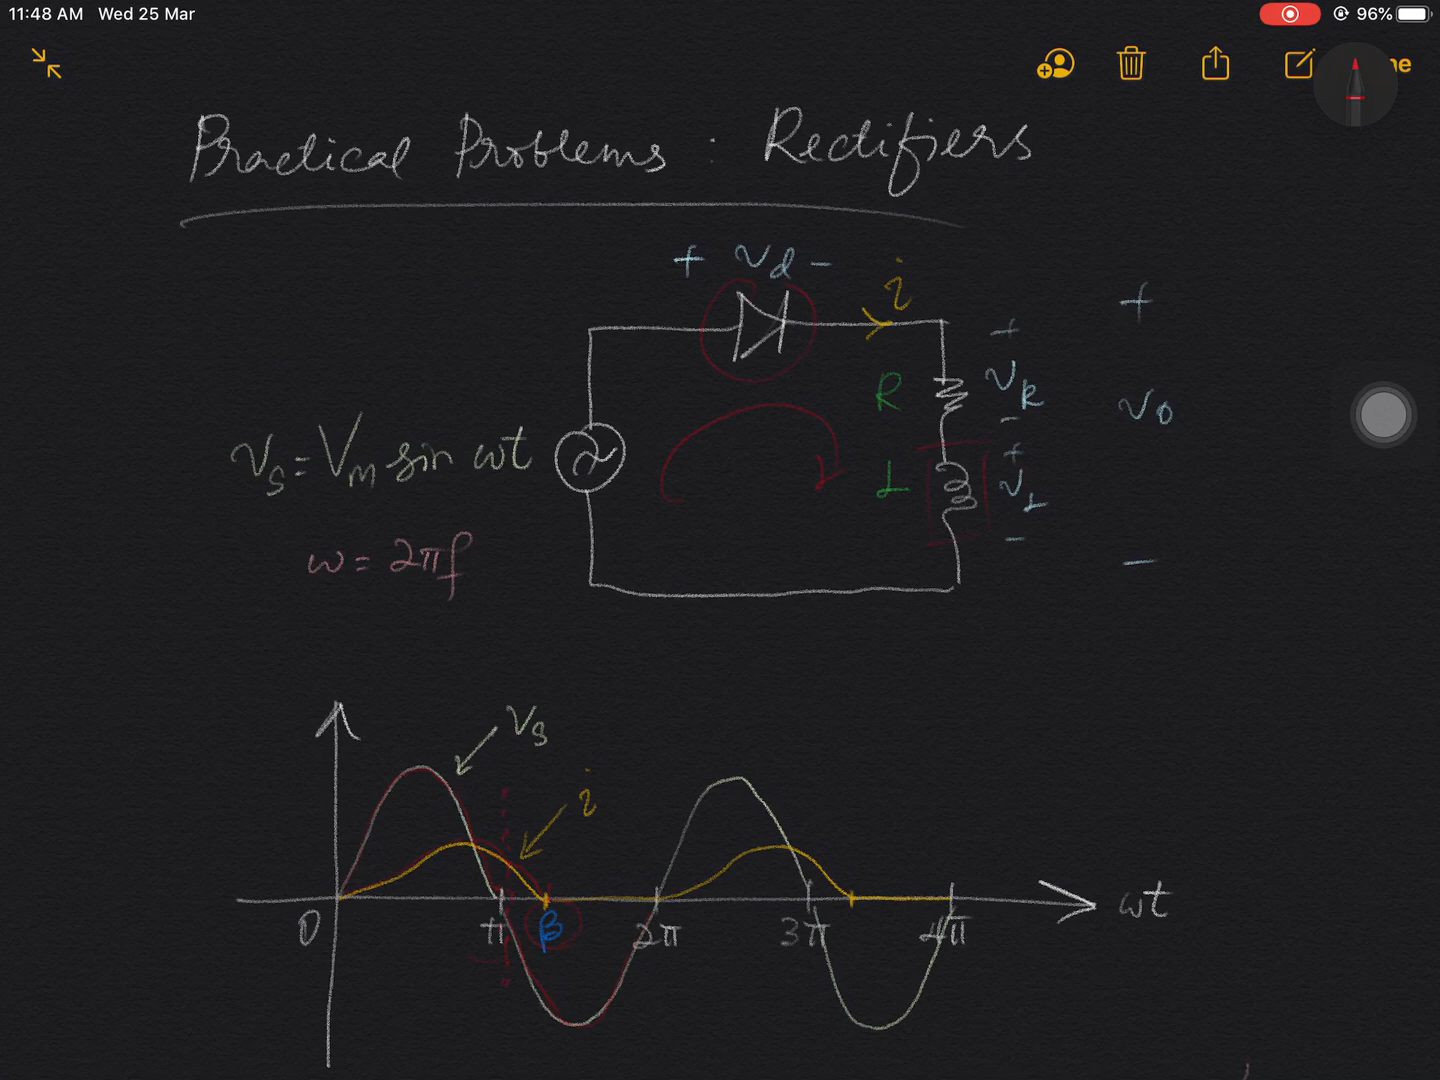 11:48 AM Wed 25 Mar
96%
Practical Problems : Rectifiers
+ vd -
i
+
+
R
vR
-
vo
+
vs = Vm sin ωt
L
vL
-
ω = 2πf
-
vs
i
0
π
β
2π
3π
4π
ωt